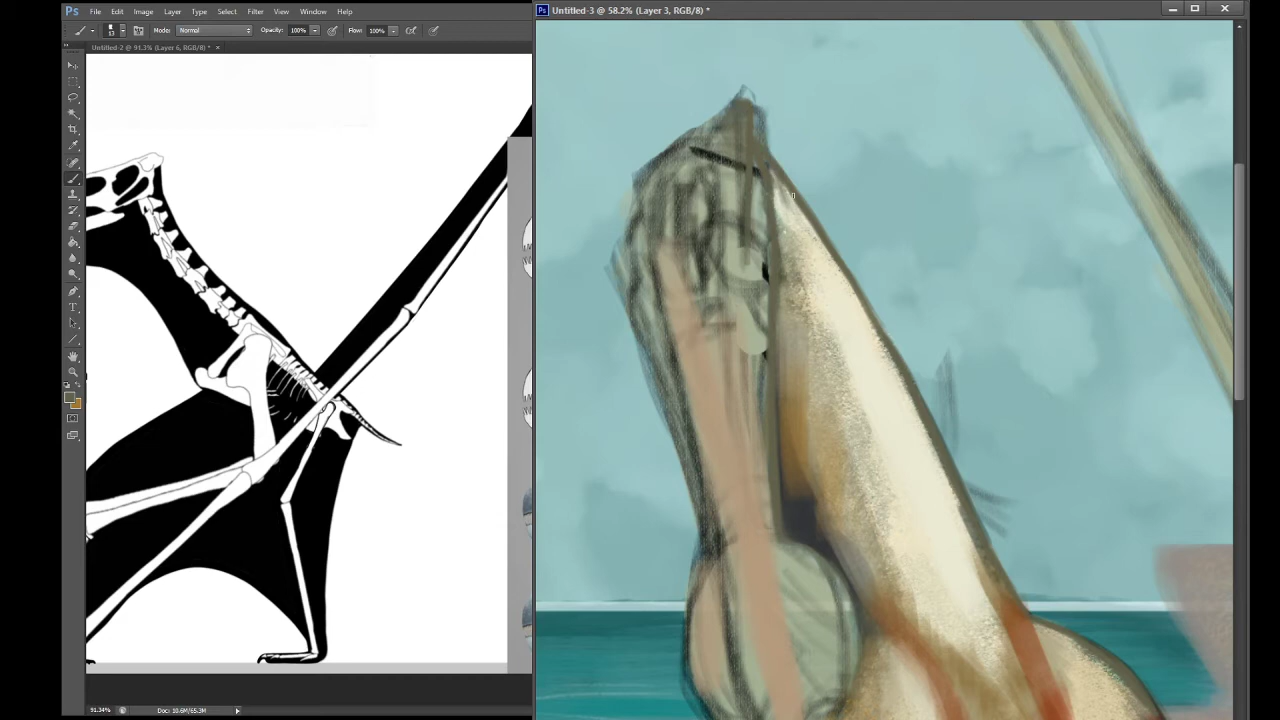 Ps File Edit Image Layer Type Select Filter View Window Help
13 Mode: Normal Opacity: 100% Flow: 100%
Untitled-2 @ 91.3% (Layer 6, RGB/8) * ×
T
91.34% Doc: 10.6M/65.3M
Ps Untitled-3 @ 58.2% (Layer 3, RGB/8) *